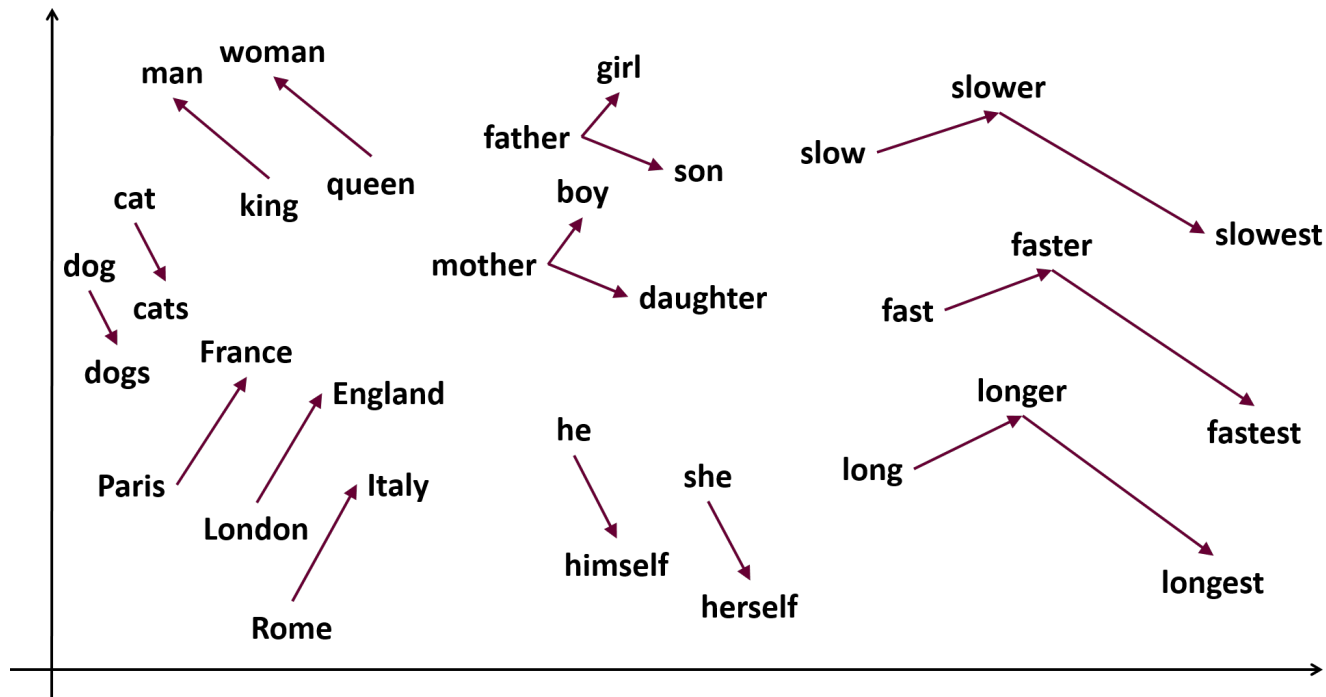 woman
man
girl
slower
father
slow
son
queen
boy
cat
king
slowest
faster
dog
mother
daughter
cats
fast
France
dogs
England
longer
he
fastest
long
she
Paris
Italy
London
himself
longest
herself
Rome